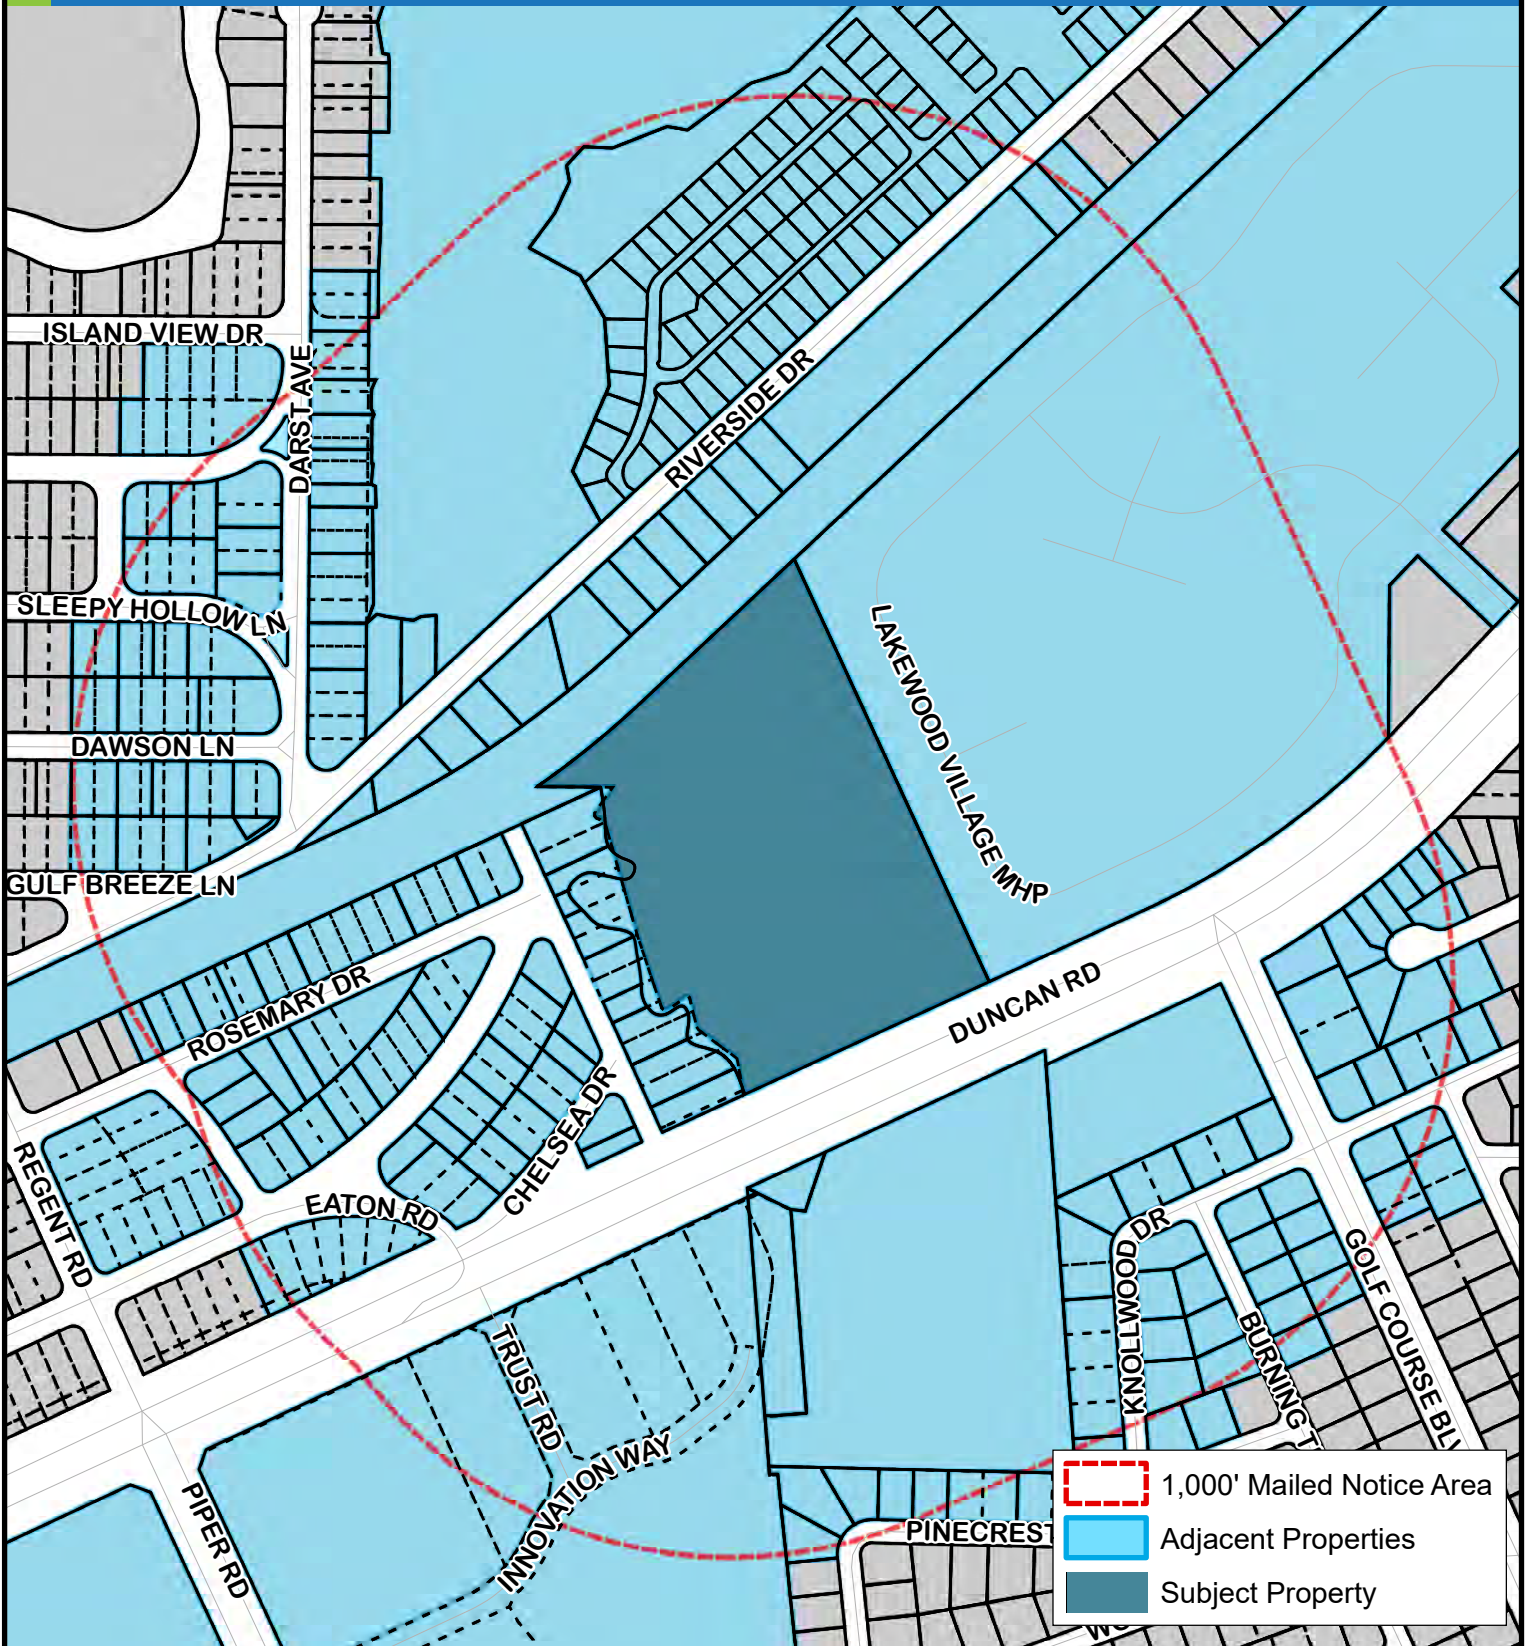 ISLAND VIEW DR
DARST AVE
RIVERSIDE DR
SLEEPY HOLLOW LN
LAKEWOOD VILLAGE MHP
DAWSON LN
GULF BREEZE LN
ROSEMARY DR
DUNCAN RD
CHELSEA DR
REGENT RD
EATON RD
KNOLLWOOD DR
GOLF COURSE BLV
BURNING T
TRUST RD
INNOVATION WAY
PIPER RD
PINECREST
1,000' Mailed Notice Area
Adjacent Properties
Subject Property